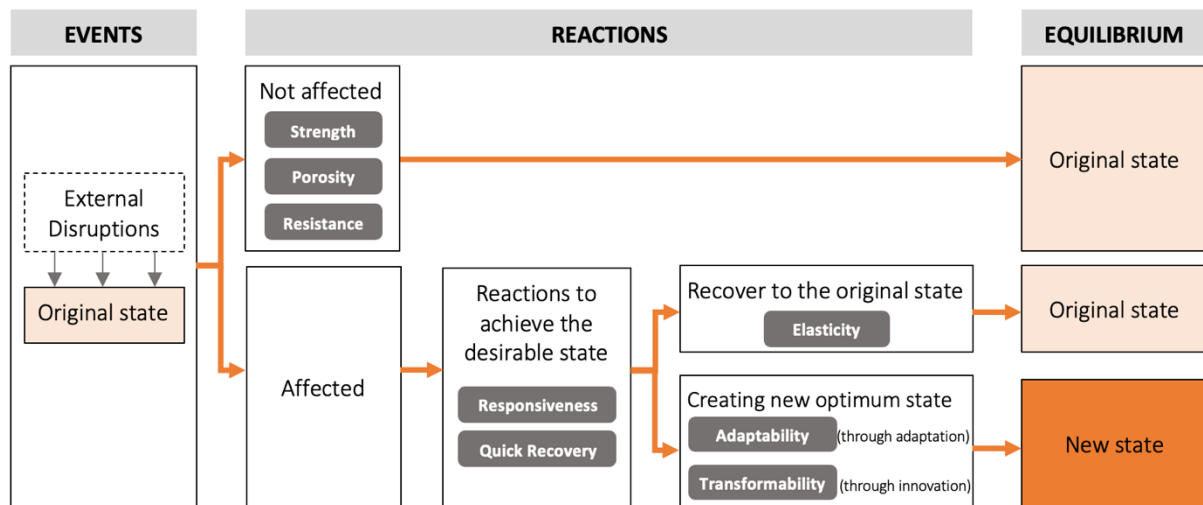 EVENTS
REACTIONS
EQUILIBRIUM
External
Disruptions
Original state
Not affected
Strength
Porosity
Resistance
Original state
Affected
Reactions to
achieve the
desirable state
Responsiveness
Quick Recovery
Recover to the original state
Elasticity
Original state
Creating new optimum state
Adaptability (through adaptation)
Transformability (through innovation)
New state